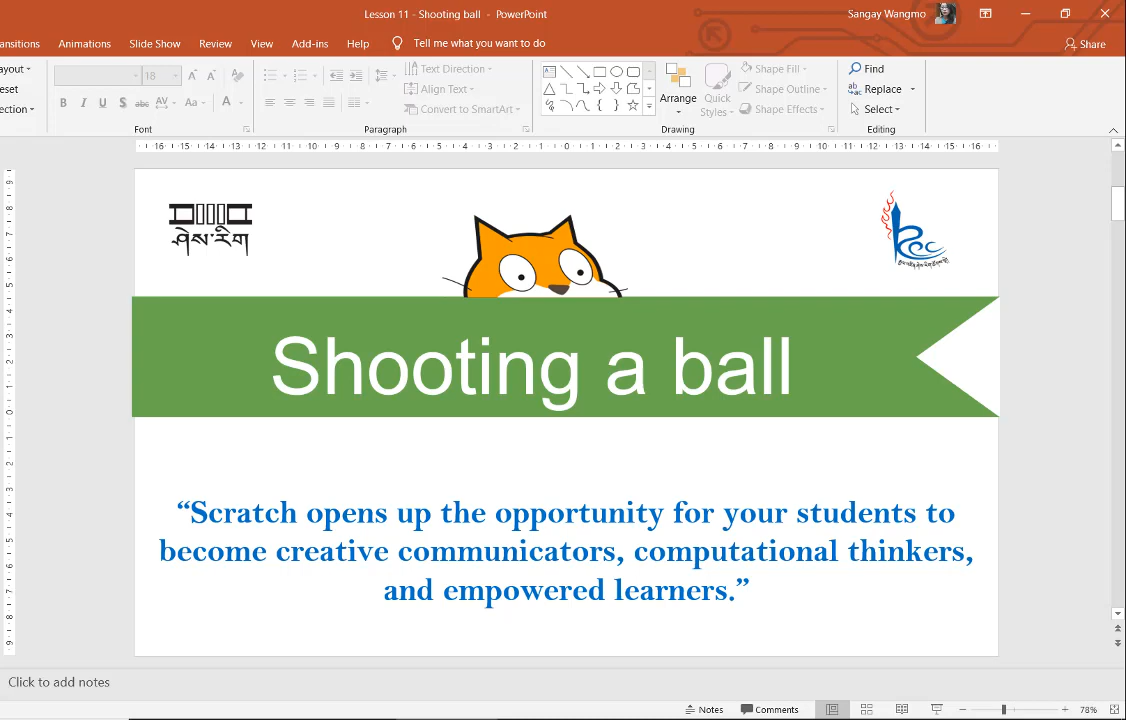 Lesson 11 - Shooting ball - PowerPoint
Sangay Wangmo
ansitions Animations Slide Show Review View Add-ins Help Tell me what you want to do Share
ayout
eset
ection
18
Font
Text Direction
Align Text
Convert to SmartArt
Paragraph
Arrange
Quick
Styles
Shape Fill
Shape Outline
Shape Effects
Drawing
Find
Replace
Select
Editing
ཤེས་རིག
Shooting a ball
“Scratch opens up the opportunity for your students to
become creative communicators, computational thinkers,
and empowered learners.”
Click to add notes
Notes Comments 78%